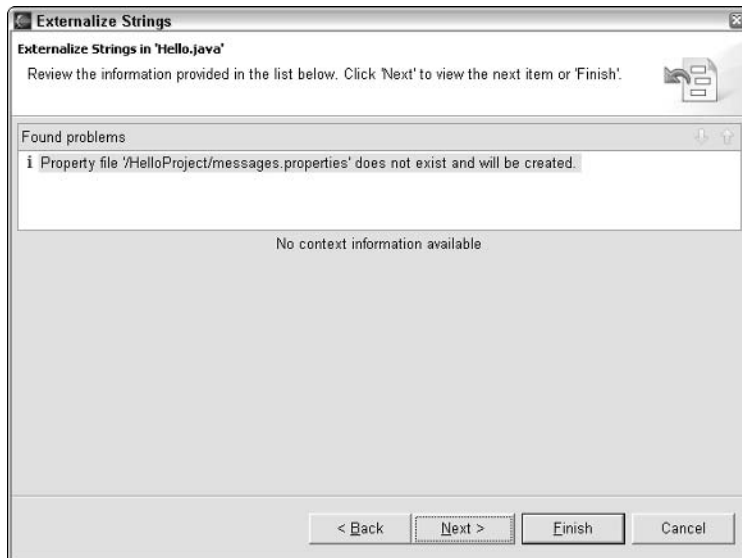 Externalize Strings
Externalize Strings in 'Hello.java'
Review the information provided in the list below. Click 'Next' to view the next item or 'Finish'.
Found problems
i Property file '/HelloProject/messages.properties' does not exist and will be created.
No context information available
< Back
Next >
Finish
Cancel